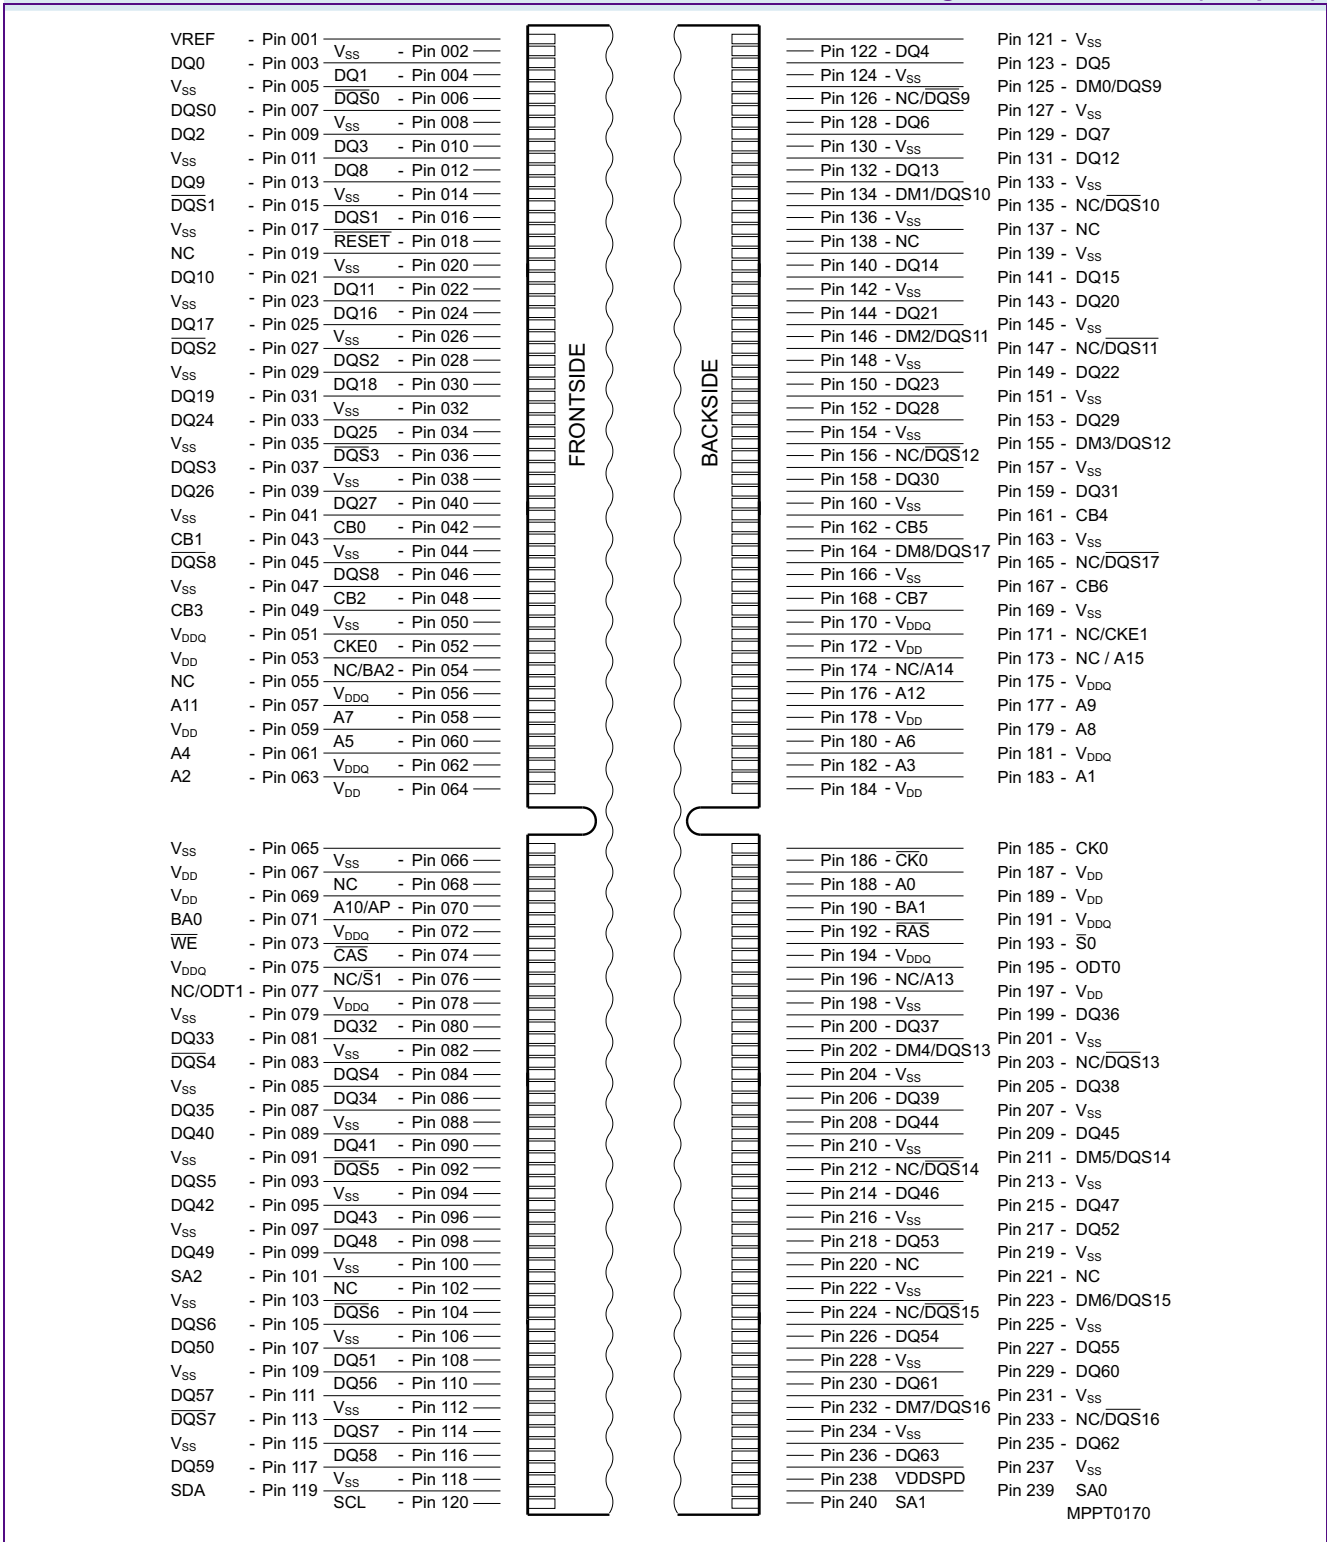 VREF - Pin 001 Pin 121 - VSS
VSS - Pin 002 Pin 122 - DQ4
DQ0 - Pin 003 Pin 123 - DQ5
DQ1 - Pin 004 Pin 124 - VSS
VSS - Pin 005 Pin 125 - DM0/DQS9
DQS0 - Pin 006 Pin 126 - NC/DQS9
DQS0 - Pin 007 Pin 127 - VSS
VSS - Pin 008 Pin 128 - DQ6
DQ2 - Pin 009 Pin 129 - DQ7
DQ3 - Pin 010 Pin 130 - VSS
VSS - Pin 011 Pin 131 - DQ12
DQ8 - Pin 012 Pin 132 - DQ13
DQ9 - Pin 013 Pin 133 - VSS
VSS - Pin 014 Pin 134 - DM1/DQS10
DQS1 - Pin 015 Pin 135 - NC/DQS10
DQS1 - Pin 016 Pin 136 - VSS
VSS - Pin 017 Pin 137 - NC
RESET - Pin 018 Pin 138 - NC
NC - Pin 019 Pin 139 - VSS
VSS - Pin 020 Pin 140 - DQ14
DQ10 - Pin 021 Pin 141 - DQ15
DQ11 - Pin 022 Pin 142 - VSS
VSS - Pin 023 Pin 143 - DQ20
DQ16 - Pin 024 Pin 144 - DQ21
DQ17 - Pin 025 Pin 145 - VSS
VSS - Pin 026 Pin 146 - DM2/DQS11
DQS2 - Pin 027 Pin 147 - NC/DQS11
DQS2 - Pin 028 Pin 148 - VSS
VSS - Pin 029 Pin 149 - DQ22
DQ18 - Pin 030 Pin 150 - DQ23
DQ19 - Pin 031 Pin 151 - VSS
VSS - Pin 032 Pin 152 - DQ28
DQ24 - Pin 033 Pin 153 - DQ29
DQ25 - Pin 034 Pin 154 - VSS
VSS - Pin 035 Pin 155 - DM3/DQS12
DQS3 - Pin 036 Pin 156 - NC/DQS12
DQS3 - Pin 037 Pin 157 - VSS
VSS - Pin 038 Pin 158 - DQ30
DQ26 - Pin 039 Pin 159 - DQ31
DQ27 - Pin 040 Pin 160 - VSS
VSS - Pin 041 Pin 161 - CB4
CB0 - Pin 042 Pin 162 - CB5
CB1 - Pin 043 Pin 163 - VSS
VSS - Pin 044 Pin 164 - DM8/DQS17
DQS8 - Pin 045 Pin 165 - NC/DQS17
DQS8 - Pin 046 Pin 166 - VSS
VSS - Pin 047 Pin 167 - CB6
CB2 - Pin 048 Pin 168 - CB7
CB3 - Pin 049 Pin 169 - VSS
VSS - Pin 050 Pin 170 - VDDQ
VDDQ - Pin 051 Pin 171 - NC/CKE1
CKE0 - Pin 052 Pin 172 - VDD
VDD - Pin 053 Pin 173 - NC / A15
NC/BA2 - Pin 054 Pin 174 - NC/A14
NC - Pin 055 Pin 175 - VDDQ
VDDQ - Pin 056 Pin 176 - A12
A11 - Pin 057 Pin 177 - A9
A7 - Pin 058 Pin 178 - VDD
VDD - Pin 059 Pin 179 - A8
A5 - Pin 060 Pin 180 - A6
A4 - Pin 061 Pin 181 - VDDQ
VDDQ - Pin 062 Pin 182 - A3
A2 - Pin 063 Pin 183 - A1
VDD - Pin 064 Pin 184 - VDD
FRONTSIDE
BACKSIDE
VSS - Pin 065 Pin 185 - CK0
VSS - Pin 066 Pin 186 - CK0
VDD - Pin 067 Pin 187 - VDD
NC - Pin 068 Pin 188 - A0
VDD - Pin 069 Pin 189 - VDD
A10/AP - Pin 070 Pin 190 - BA1
BA0 - Pin 071 Pin 191 - VDDQ
VDDQ - Pin 072 Pin 192 - RAS
WE - Pin 073 Pin 193 - S0
CAS - Pin 074 Pin 194 - VDDQ
VDDQ - Pin 075 Pin 195 - ODT0
NC/S1 - Pin 076 Pin 196 - NC/A13
NC/ODT1 - Pin 077 Pin 197 - VDD
VDDQ - Pin 078 Pin 198 - VSS
VSS - Pin 079 Pin 199 - DQ36
DQ32 - Pin 080 Pin 200 - DQ37
DQ33 - Pin 081 Pin 201 - VSS
VSS - Pin 082 Pin 202 - DM4/DQS13
DQS4 - Pin 083 Pin 203 - NC/DQS13
DQS4 - Pin 084 Pin 204 - VSS
VSS - Pin 085 Pin 205 - DQ38
DQ34 - Pin 086 Pin 206 - DQ39
DQ35 - Pin 087 Pin 207 - VSS
VSS - Pin 088 Pin 208 - DQ44
DQ40 - Pin 089 Pin 209 - DQ45
DQ41 - Pin 090 Pin 210 - VSS
VSS - Pin 091 Pin 211 - DM5/DQS14
DQS5 - Pin 092 Pin 212 - NC/DQS14
DQS5 - Pin 093 Pin 213 - VSS
VSS - Pin 094 Pin 214 - DQ46
DQ42 - Pin 095 Pin 215 - DQ47
DQ43 - Pin 096 Pin 216 - VSS
VSS - Pin 097 Pin 217 - DQ52
DQ48 - Pin 098 Pin 218 - DQ53
DQ49 - Pin 099 Pin 219 - VSS
VSS - Pin 100 Pin 220 - NC
SA2 - Pin 101 Pin 221 - NC
NC - Pin 102 Pin 222 - VSS
VSS - Pin 103 Pin 223 - DM6/DQS15
DQS6 - Pin 104 Pin 224 - NC/DQS15
DQS6 - Pin 105 Pin 225 - VSS
VSS - Pin 106 Pin 226 - DQ54
DQ50 - Pin 107 Pin 227 - DQ55
DQ51 - Pin 108 Pin 228 - VSS
VSS - Pin 109 Pin 229 - DQ60
DQ56 - Pin 110 Pin 230 - DQ61
DQ57 - Pin 111 Pin 231 - VSS
VSS - Pin 112 Pin 232 - DM7/DQS16
DQS7 - Pin 113 Pin 233 - NC/DQS16
DQS7 - Pin 114 Pin 234 - VSS
VSS - Pin 115 Pin 235 - DQ62
DQ58 - Pin 116 Pin 236 - DQ63
DQ59 - Pin 117 Pin 237 VSS
VSS - Pin 118 Pin 238 VDDSPD
SDA - Pin 119 Pin 239 SA0
SCL - Pin 120 Pin 240 SA1
MPPT0170